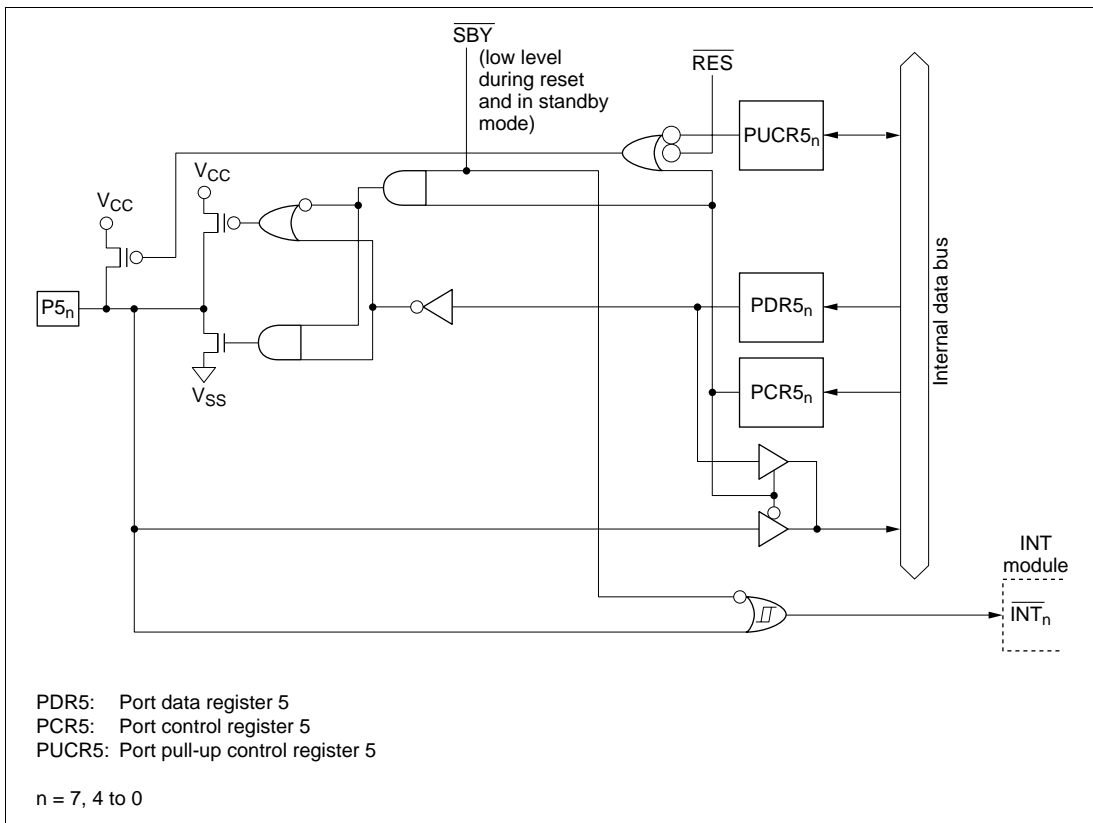 SBY
(low level
during reset
and in standby
mode)
RES
PUCR5n
VCC
VCC
P5n
PDR5n
PCR5n
VSS
Internal data bus
INT
module
INTn
PDR5: Port data register 5
PCR5: Port control register 5
PUCR5: Port pull-up control register 5
n = 7, 4 to 0